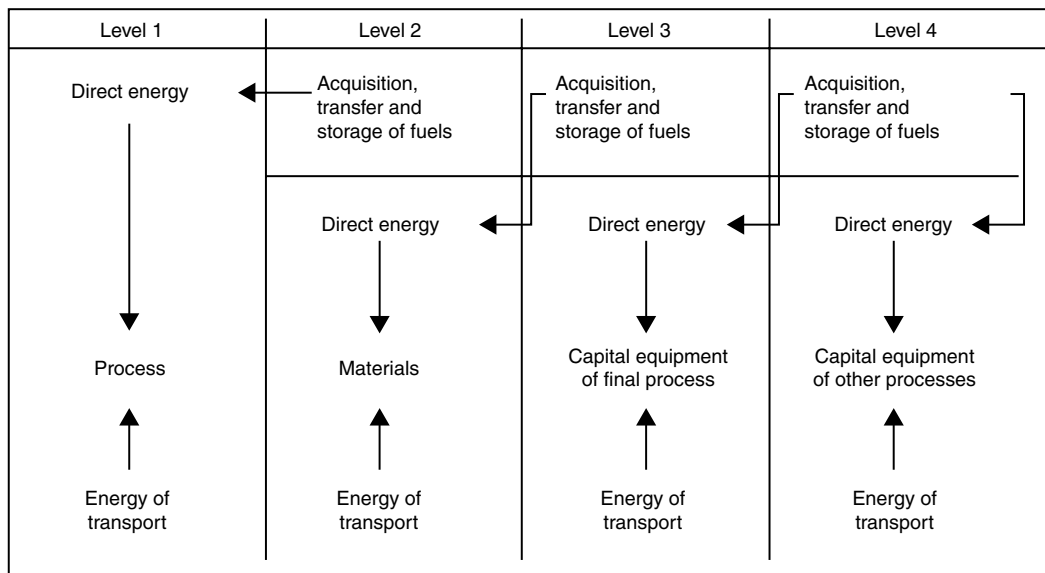 Level 1
Level 2
Level 3
Level 4
Direct energy
Acquisition,
transfer and
storage of fuels
Acquisition,
transfer and
storage of fuels
Acquisition,
transfer and
storage of fuels
Direct energy
Direct energy
Direct energy
Process
Materials
Capital equipment
of final process
Capital equipment
of other processes
Energy of
transport
Energy of
transport
Energy of
transport
Energy of
transport